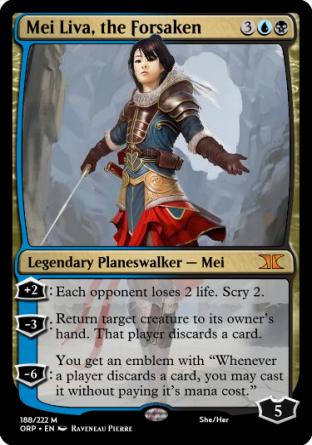 Mei Liva, the Forsaken 3
Legendary Planeswalker — Mei
+2: Each opponent loses 2 life. Scry 2.
-3: Return target creature to its owner's
hand. That player discards a card.
-6: You get an emblem with “Whenever
a player discards a card, you may cast
it without paying it's mana cost.”
5
188/222 M
ORP • EN Raveneau Pierre
She/Her